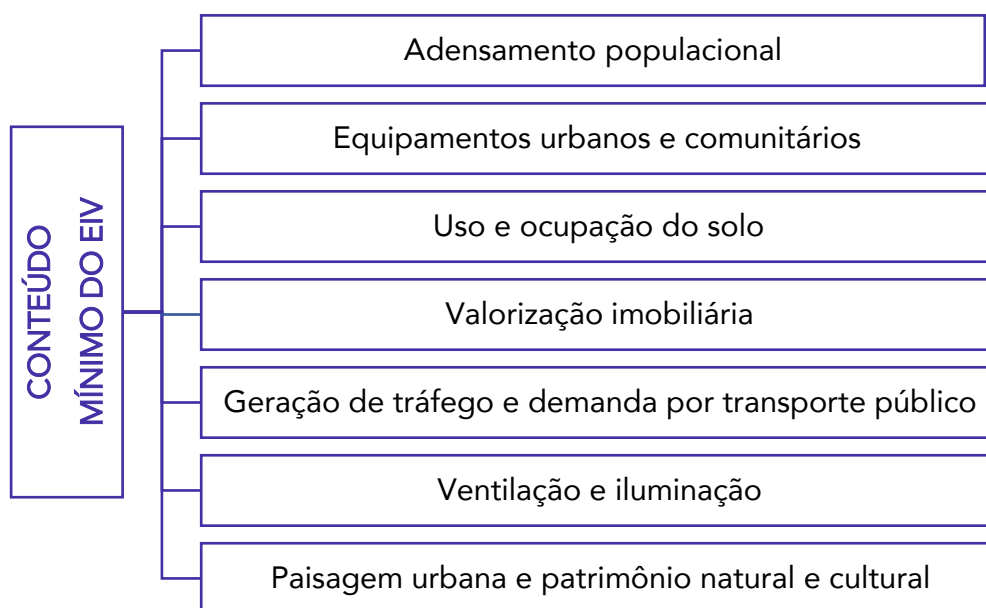 CONTEÚDO
MÍNIMO DO EIV
Adensamento populacional
Equipamentos urbanos e comunitários
Uso e ocupação do solo
Valorização imobiliária
Geração de tráfego e demanda por transporte público
Ventilação e iluminação
Paisagem urbana e patrimônio natural e cultural